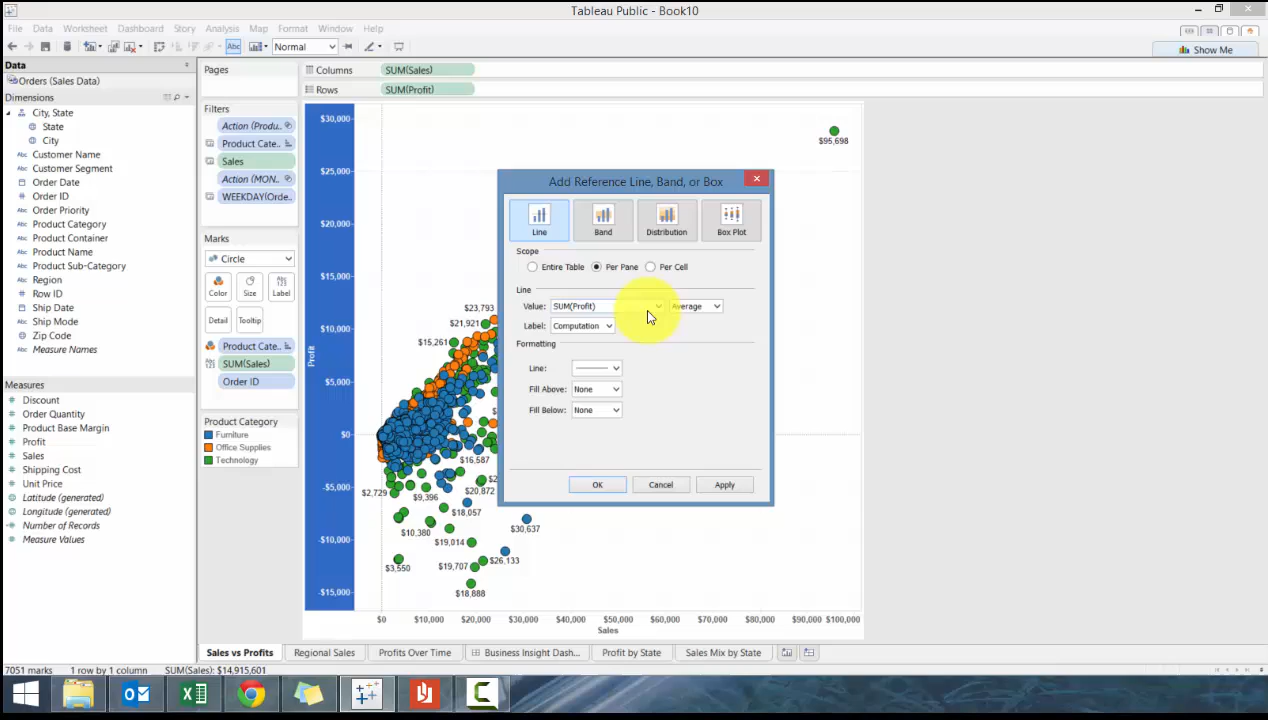 Tableau Public - Book10
File Data Worksheet Dashboard Story Analysis Map Format Window Help
Abc Normal Show Me
Data
Orders (Sales Data)
Dimensions
City, State
State
City
Abc Customer Name
Abc Customer Segment
Order Date
Order ID
Abc Order Priority
Abc Product Category
Abc Product Container
Abc Product Name
Abc Product Sub-Category
Abc Region
Row ID
Ship Date
Abc Ship Mode
Zip Code
Abc Measure Names
Measures
Discount
Order Quantity
Product Base Margin
Profit
Sales
Shipping Cost
Unit Price
Latitude (generated)
Longitude (generated)
Number of Records
Measure Values
Pages
Filters
Action (Produ..
Product Cate..
Sales
Action (MON..
WEEKDAY(Orde..
Marks
Circle
Color Size Label
Detail Tooltip
Product Cate..
SUM(Sales)
Order ID
Product Category
Furniture
Office Supplies
Technology
Columns SUM(Sales)
Rows SUM(Profit)
$30,000
$25,000
$20,000
$15,000
$10,000
$5,000
$0
-$5,000
-$10,000
-$15,000
Profit
$95,698
$23,793
$21,921
$15,261
$16,587
$2,729
$9,396
$20,872
$18,057
$10,380
$30,637
$19,014
$26,133
$3,550
$19,707
$18,888
$0 $10,000 $20,000 $30,000 $40,000 $50,000 $60,000 $70,000 $80,000 $90,000 $100,000
Sales
Add Reference Line, Band, or Box
Line Band Distribution Box Plot
Scope
Entire Table Per Pane Per Cell
Line
Value: SUM(Profit) Average
Label: Computation
Formatting
Line:
Fill Above: None
Fill Below: None
OK Cancel Apply
Sales vs Profits Regional Sales Profits Over Time Business Insight Dash... Profit by State Sales Mix by State
7051 marks 1 row by 1 column SUM(Sales): $14,915,601